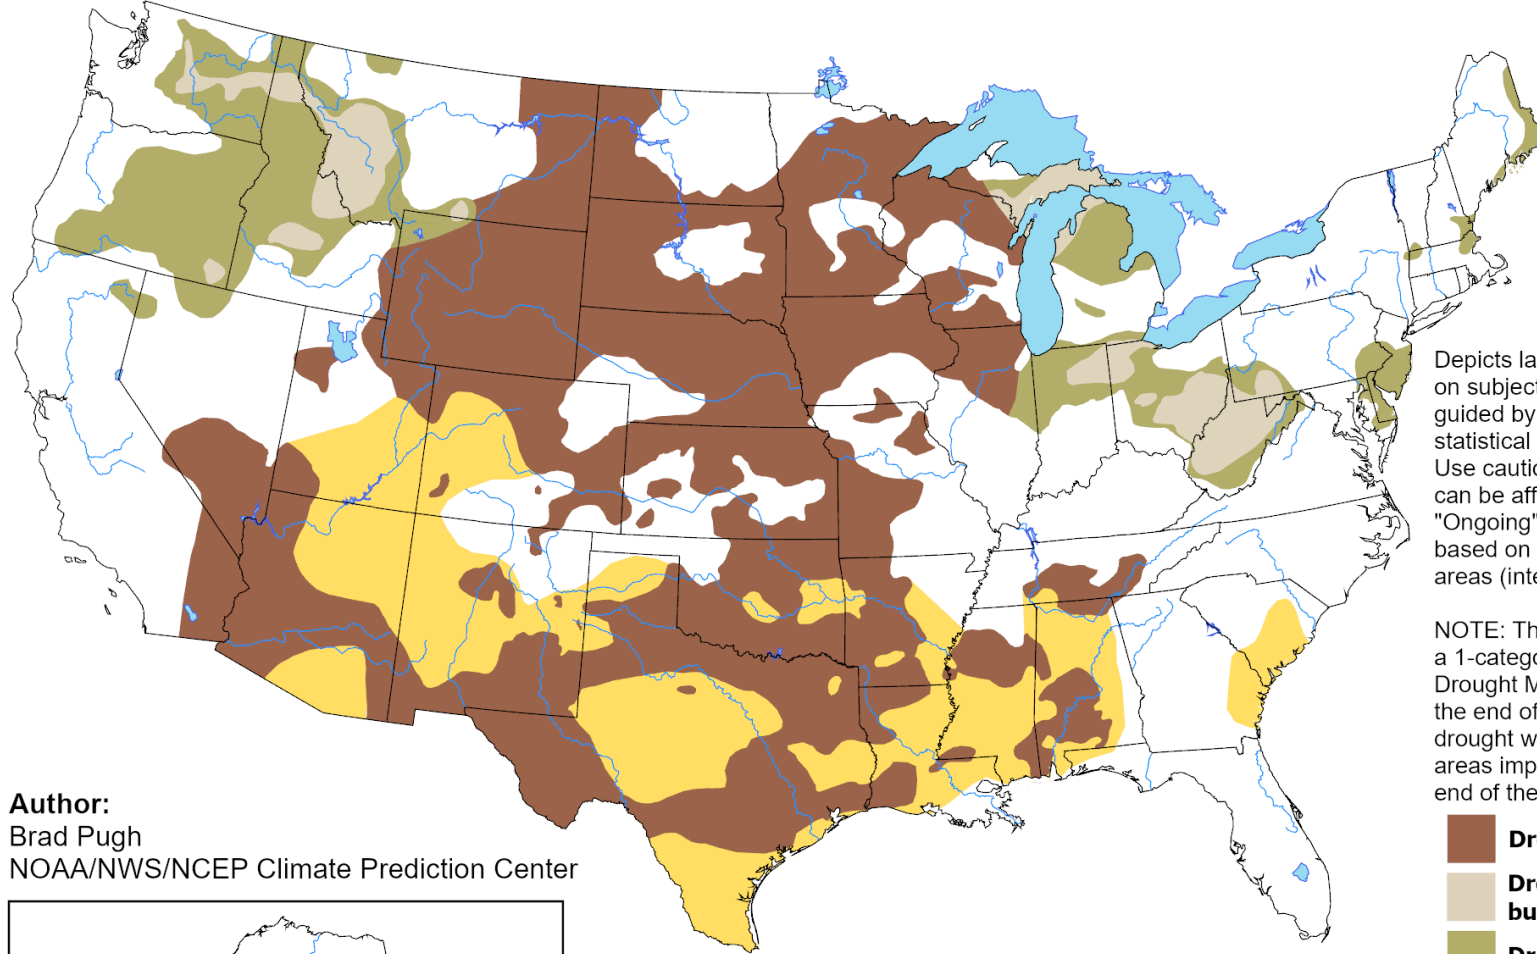 Depicts la
on subject
guided by
statistical
Use cautio
can be aff
"Ongoing"
based on
areas (inte
NOTE: Th
a 1-catego
Drought M
the end of
drought w
areas imp
end of the
Author:
Brad Pugh
NOAA/NWS/NCEP Climate Prediction Center
Dr
Dro
bu
Dr